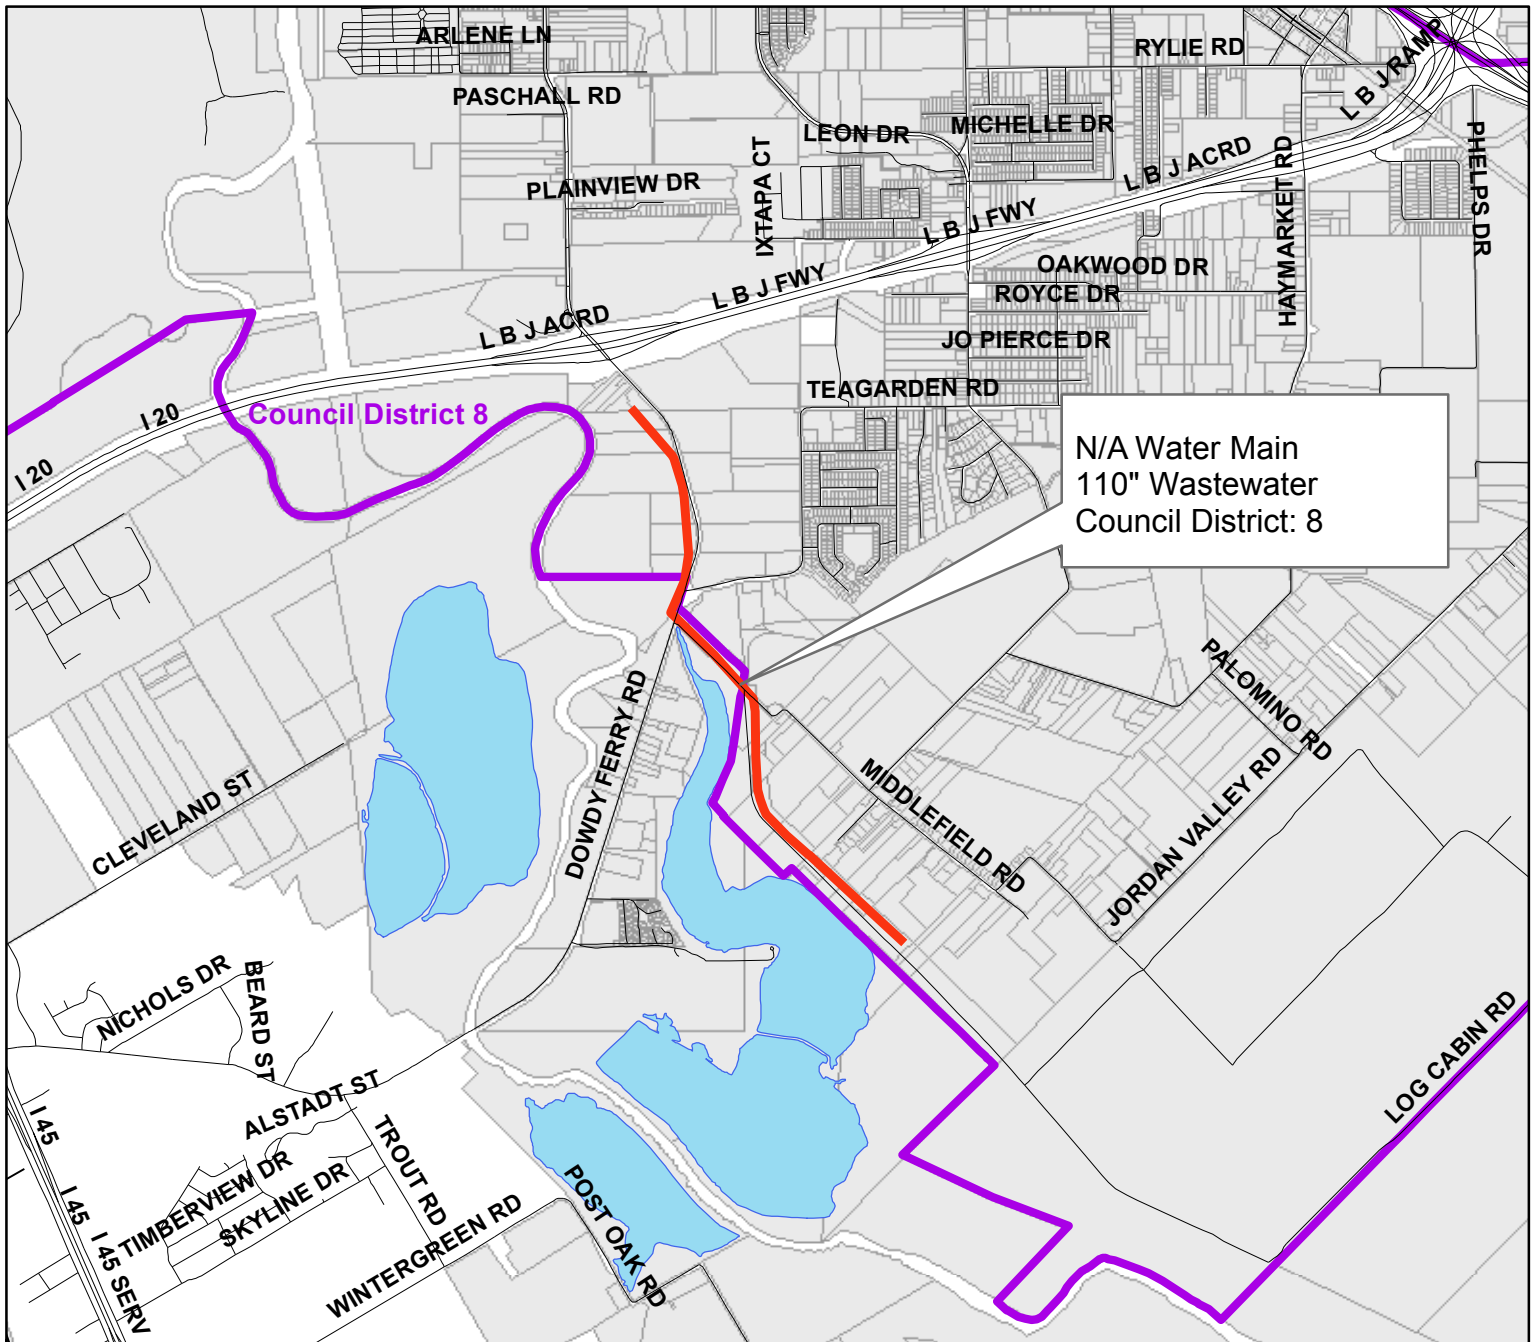 ARLENE LN
RYLIE RD
L B J RAMP
PASCHALL RD
LEON DR
MICHELLE DR
PHELPS DR
IXTAPA CT
L B J ACRD
HAYMARKET RD
PLAINVIEW DR
L B J FWY
OAKWOOD DR
L B J FWY
ROYCE DR
L B J ACRD
JO PIERCE DR
TEAGARDEN RD
I 20
Council District 8
I 20
N/A Water Main
110" Wastewater
Council District: 8
PALOMINO RD
DOWDY FERRY RD
MIDDLEFIELD RD
JORDAN VALLEY RD
CLEVELAND ST
NICHOLS DR
BEARD ST
LOG CABIN RD
I 45
ALSTADT ST
TROUT RD
TIMBERVIEW DR
SKYLINE DR
I 45
POST OAK RD
WINTERGREEN RD
I 45 SERV